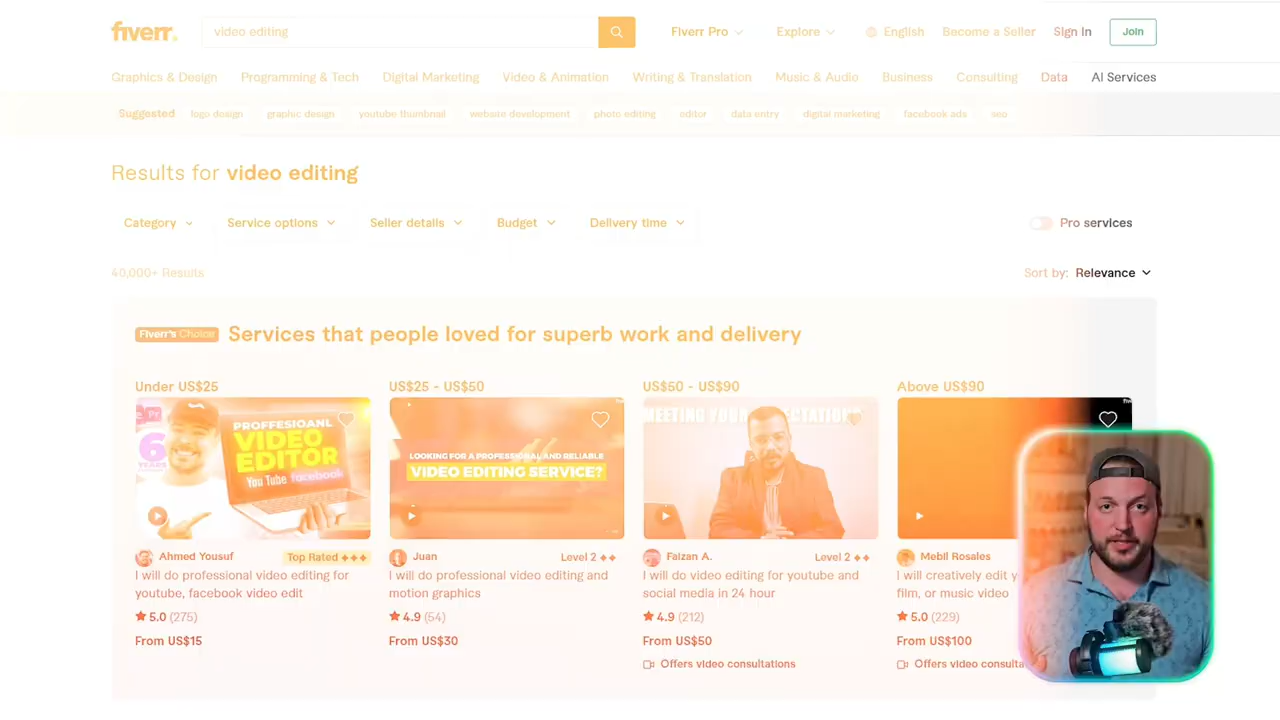 fiverr.
video editing
Fiverr Pro
Explore
English
Become a Seller
Sign In
Join
Graphics & Design
Programming & Tech
Digital Marketing
Video & Animation
Writing & Translation
Music & Audio
Business
Consulting
Data
AI Services
Suggested
logo design
graphic design
youtube thumbnail
website development
photo editing
editor
data entry
digital marketing
facebook ads
seo
Results for video editing
Category
Service options
Seller details
Budget
Delivery time
Pro services
40,000+ Results
Sort by: Relevance
Fiverr's Choice
Services that people loved for superb work and delivery
Under US$25
US$25 - US$50
US$50 - US$90
Above US$90
Pr
6
YEARS
PROFFESIOANL
VIDEO
EDITOR
You Tube facebook
LOOKING FOR A PROFESSIONAL AND RELIABLE
VIDEO EDITING SERVICE?
MEETING YOUR
Ahmed Yousuf
Top Rated
I will do professional video editing for
youtube, facebook video edit
5.0 (275)
From US$15
Juan
Level 2
I will do professional video editing and
motion graphics
4.9 (54)
From US$30
Faizan A.
Level 2
I will do video editing for youtube and
social media in 24 hour
4.9 (212)
From US$50
Offers video consultations
Mebil Rosales
I will creatively edit y
film, or music video
5.0 (229)
From US$100
Offers video consulta